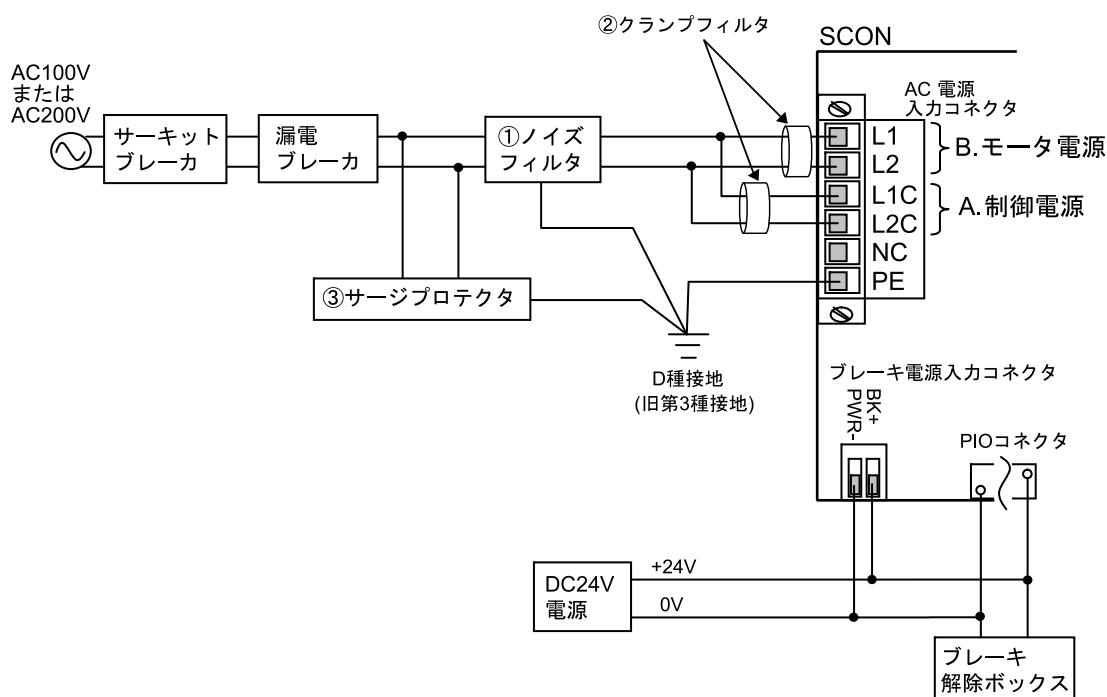 ②クランプフィルタ
SCON
AC100V
または
AC200V
AC 電源
入力コネクタ
サーキット
ブレーカ
漏電
ブレーカ
①ノイズ
フィルタ
L1
L2
L1C
L2C
NC
PE
B.モータ電源
A.制御電源
③サージプロテクタ
D種接地
(旧第3種接地)
ブレーキ電源入力コネクタ
PWR-
BK+
PIOコネクタ
DC24V
電源
+24V
0V
ブレーキ
解除ボックス